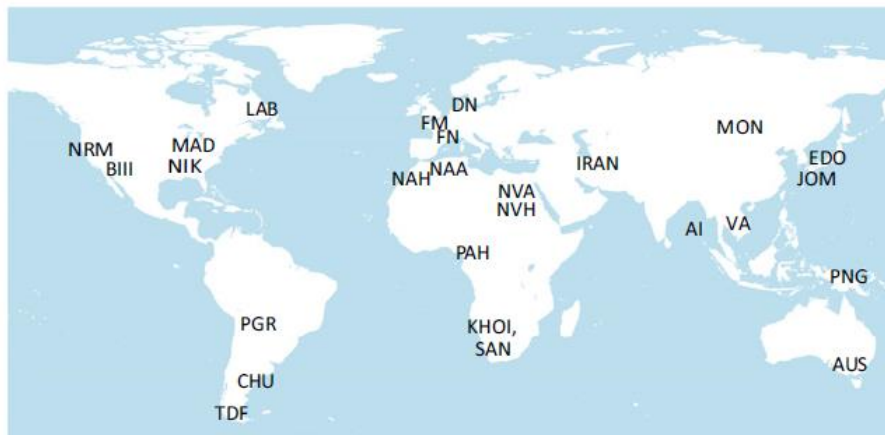 LAB
DN
FM
FN
MON
NRM
MAD
BIII
NIK
IRAN
EDO
JOM
NAH
NAA
NVA
NVH
AI
VA
PAH
PNG
PGR
KHOI,
SAN
AUS
CHU
TDF